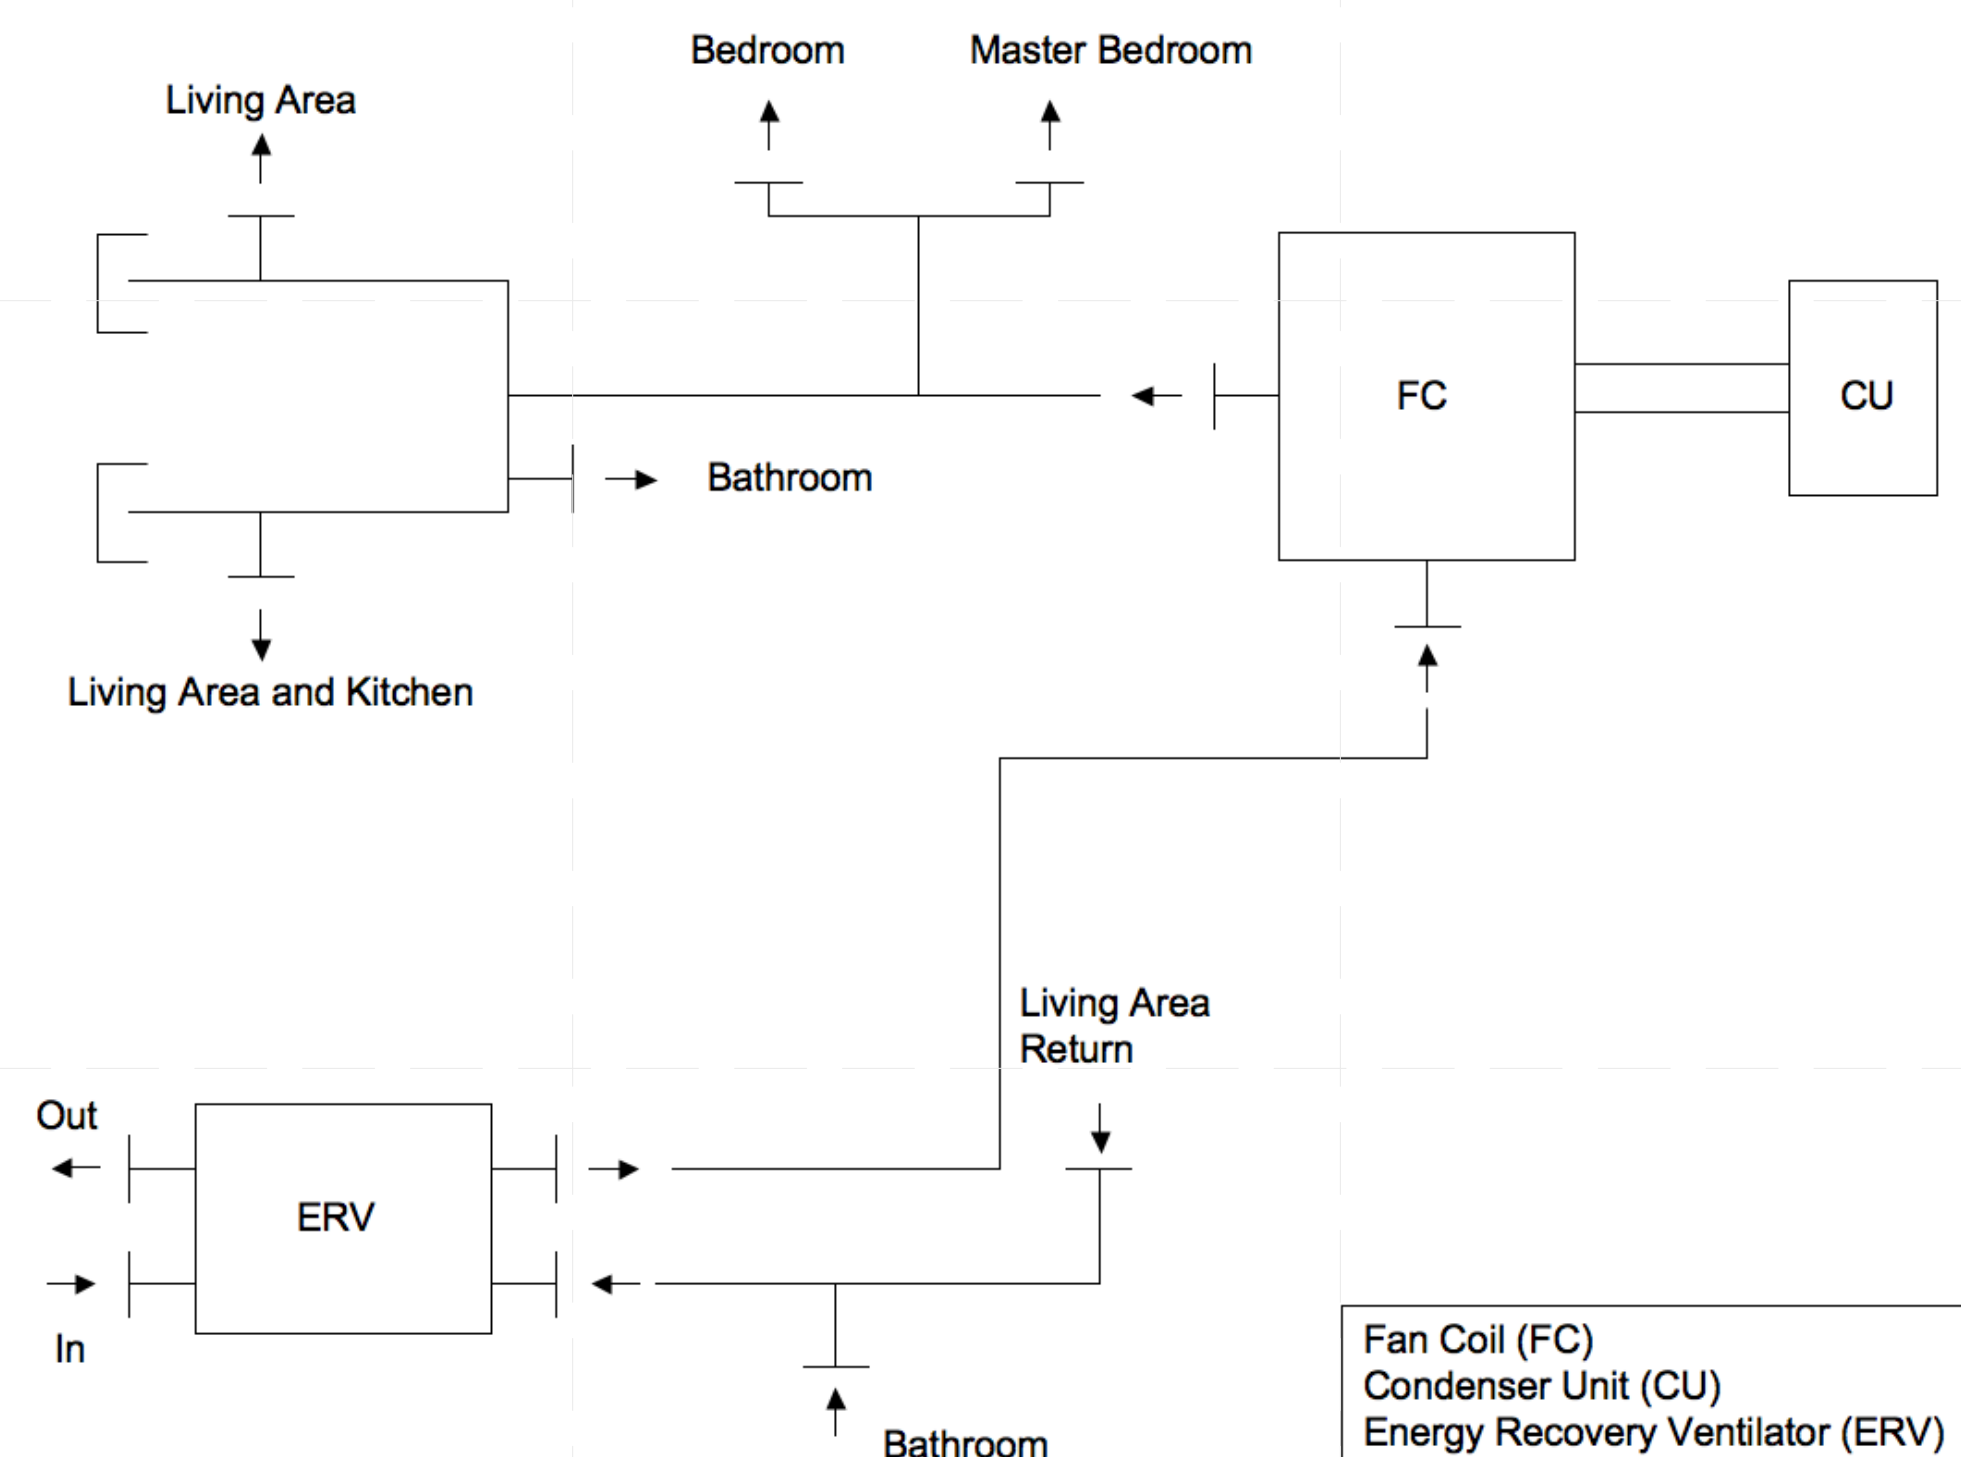 Bedroom
Master Bedroom
Living Area
FC
CU
Bathroom
Living Area and Kitchen
Living Area
Return
Out
ERV
In
Bathroom
Fan Coil (FC)
Condenser Unit (CU)
Energy Recovery Ventilator (ERV)